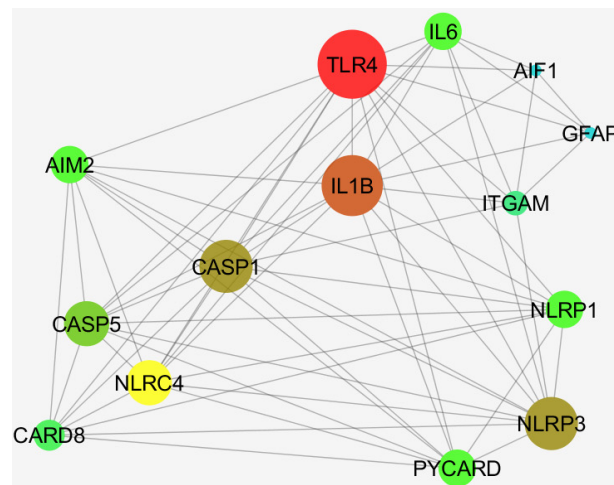 IL6
TLR4
AIF1
GFAP
AIM2
IL1B
ITGAM
CASP1
NLRP1
CASP5
NLRC4
NLRP3
CARD8
PYCARD